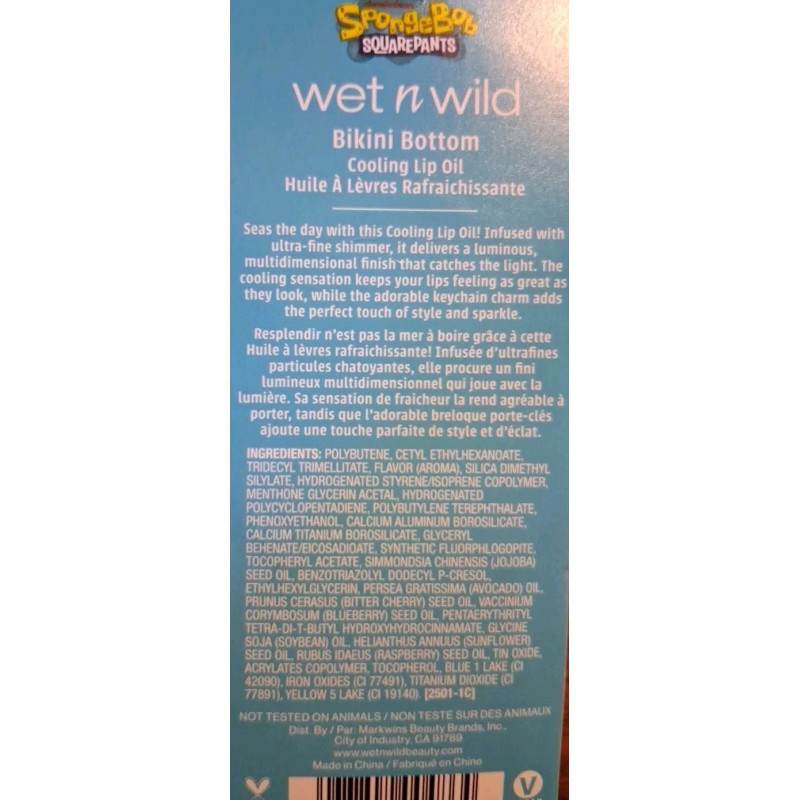 nickelodeon
SpongeBob
SQUAREPANTS
wet n wild
Bikini Bottom
Cooling Lip Oil
Huile À Lèvres Rafraichissante
Seas the day with this Cooling Lip Oil! Infused with
ultra-fine shimmer, it delivers a luminous,
multidimensional finish that catches the light. The
cooling sensation keeps your lips feeling as great as
they look, while the adorable keychain charm adds
the perfect touch of style and sparkle.
Resplendir n'est pas la mer à boire grâce à cette
Huile à lèvres rafraichissante! Infusée d'ultrafines
particules chatoyantes, elle procure un fini
lumineux multidimensionnel qui joue avec la
lumière. Sa sensation de fraicheur la rend agréable à
porter, tandis que l'adorable breloque porte-clés
ajoute une touche parfaite de style et d'éclat.
INGREDIENTS: POLYBUTENE, CETYL ETHYLHEXANOATE,
TRIDECYL TRIMELLITATE, FLAVOR (AROMA), SILICA DIMETHYL
SILYLATE, HYDROGENATED STYRENE/ISOPRENE COPOLYMER,
MENTHONE GLYCERIN ACETAL, HYDROGENATED
POLYCYCLOPENTADIENE, POLYBUTYLENE TEREPHTHALATE,
PHENOXYETHANOL, CALCIUM ALUMINUM BOROSILICATE,
CALCIUM TITANIUM BOROSILICATE, GLYCERYL
BEHENATE/EICOSADIOATE, SYNTHETIC FLUORPHLOGOPITE,
TOCOPHERYL ACETATE, SIMMONDSIA CHINENSIS (JOJOBA)
SEED OIL, BENZOTRIAZOLYL DODECYL P-CRESOL,
ETHYLHEXYLGLYCERIN, PERSEA GRATISSIMA (AVOCADO) OIL,
PRUNUS CERASUS (BITTER CHERRY) SEED OIL, VACCINIUM
CORYMBOSUM (BLUEBERRY) SEED OIL, PENTAERYTHRITYL
TETRA-DI-T-BUTYL HYDROXYHYDROCINNAMATE, GLYCINE
SOJA (SOYBEAN) OIL, HELIANTHUS ANNUUS (SUNFLOWER)
SEED OIL, RUBUS IDAEUS (RASPBERRY) SEED OIL, TIN OXIDE,
ACRYLATES COPOLYMER, TOCOPHEROL, BLUE 1 LAKE (CI
42090), IRON OXIDES (CI 77491), TITANIUM DIOXIDE (CI
77891), YELLOW 5 LAKE (CI 19140). [2501-1C]
NOT TESTED ON ANIMALS / NON TESTÉ SUR DES ANIMAUX
Dist. By / Par: Markwins Beauty Brands, Inc.,
City of Industry, CA 91789
www.wetnwildbeauty.com
Made in China / Fabriqué en Chine
V